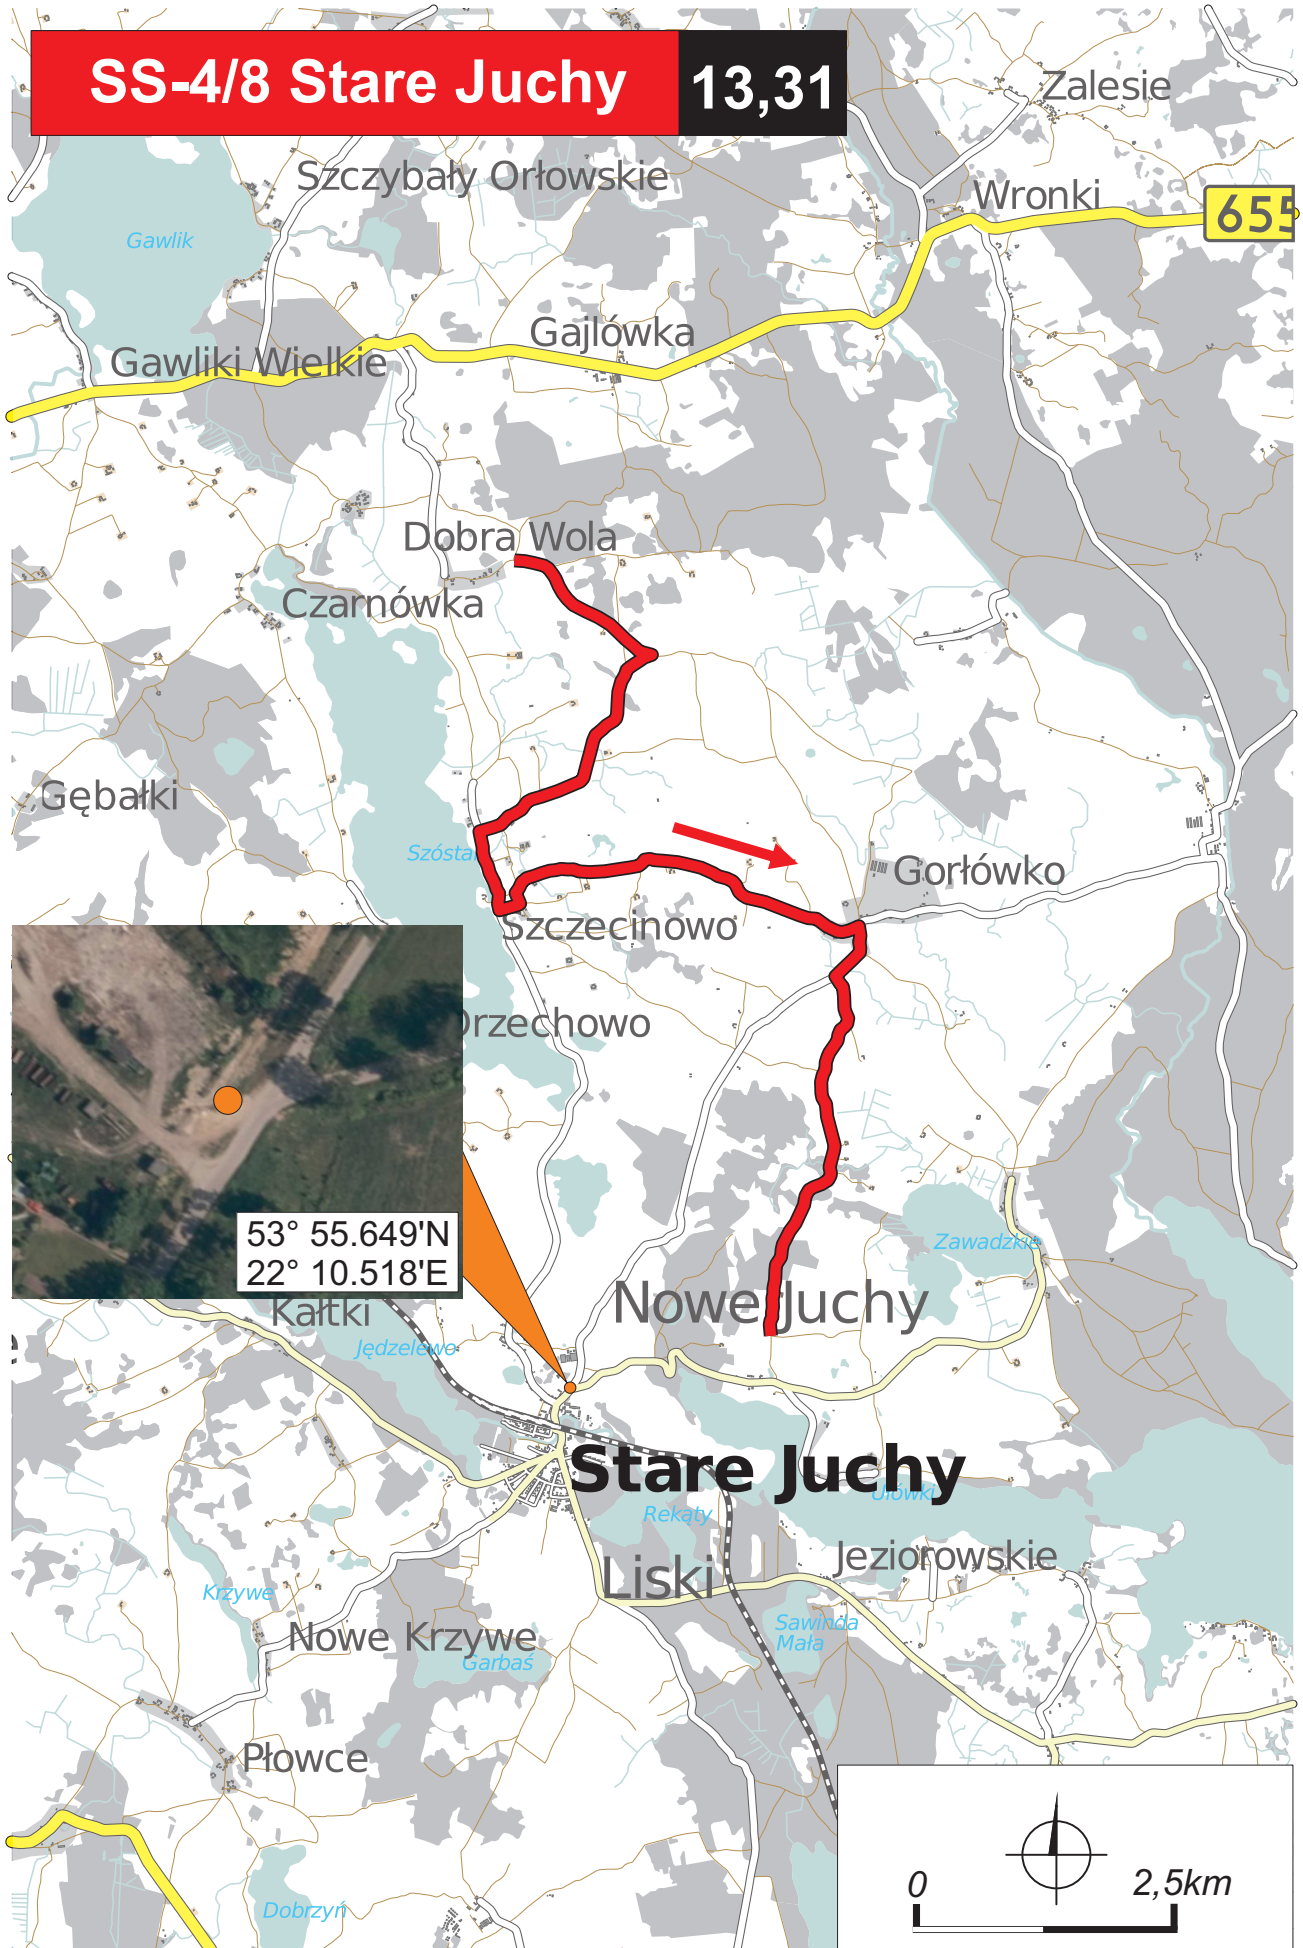 SS-4/8 Stare Juchy 13,31
Zalesie
Szczybały Orłowskie
Wronki
655
Gawlik
Gajlówka
Gawliki Wielkie
Dobra Wola
Czarnówka
Gębałki
Szósta
Gorłówko
Szczecinowo
Orzechowo
53° 55.649'N
22° 10.518'E
Zawadzkie
Kałtki
Nowe Juchy
Jędzelewo
Stare Juchy
Ułówki
Rekąty
Jeziorowskie
Liski
Krzywe
Sawinda
Mała
Nowe Krzywe
Garbaś
Płowce
0 2,5km
Dobrzyń